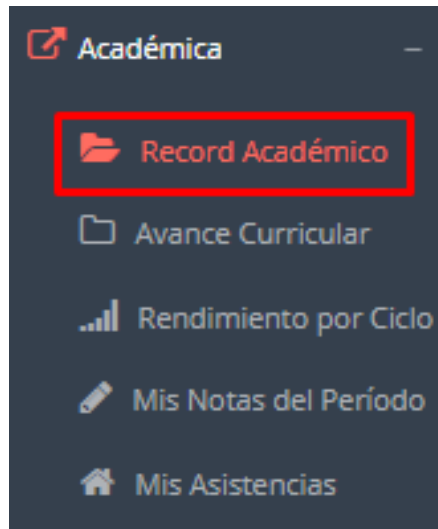 Académica
Record Académico
Avance Curricular
Rendimiento por Ciclo
Mis Notas del Período
Mis Asistencias